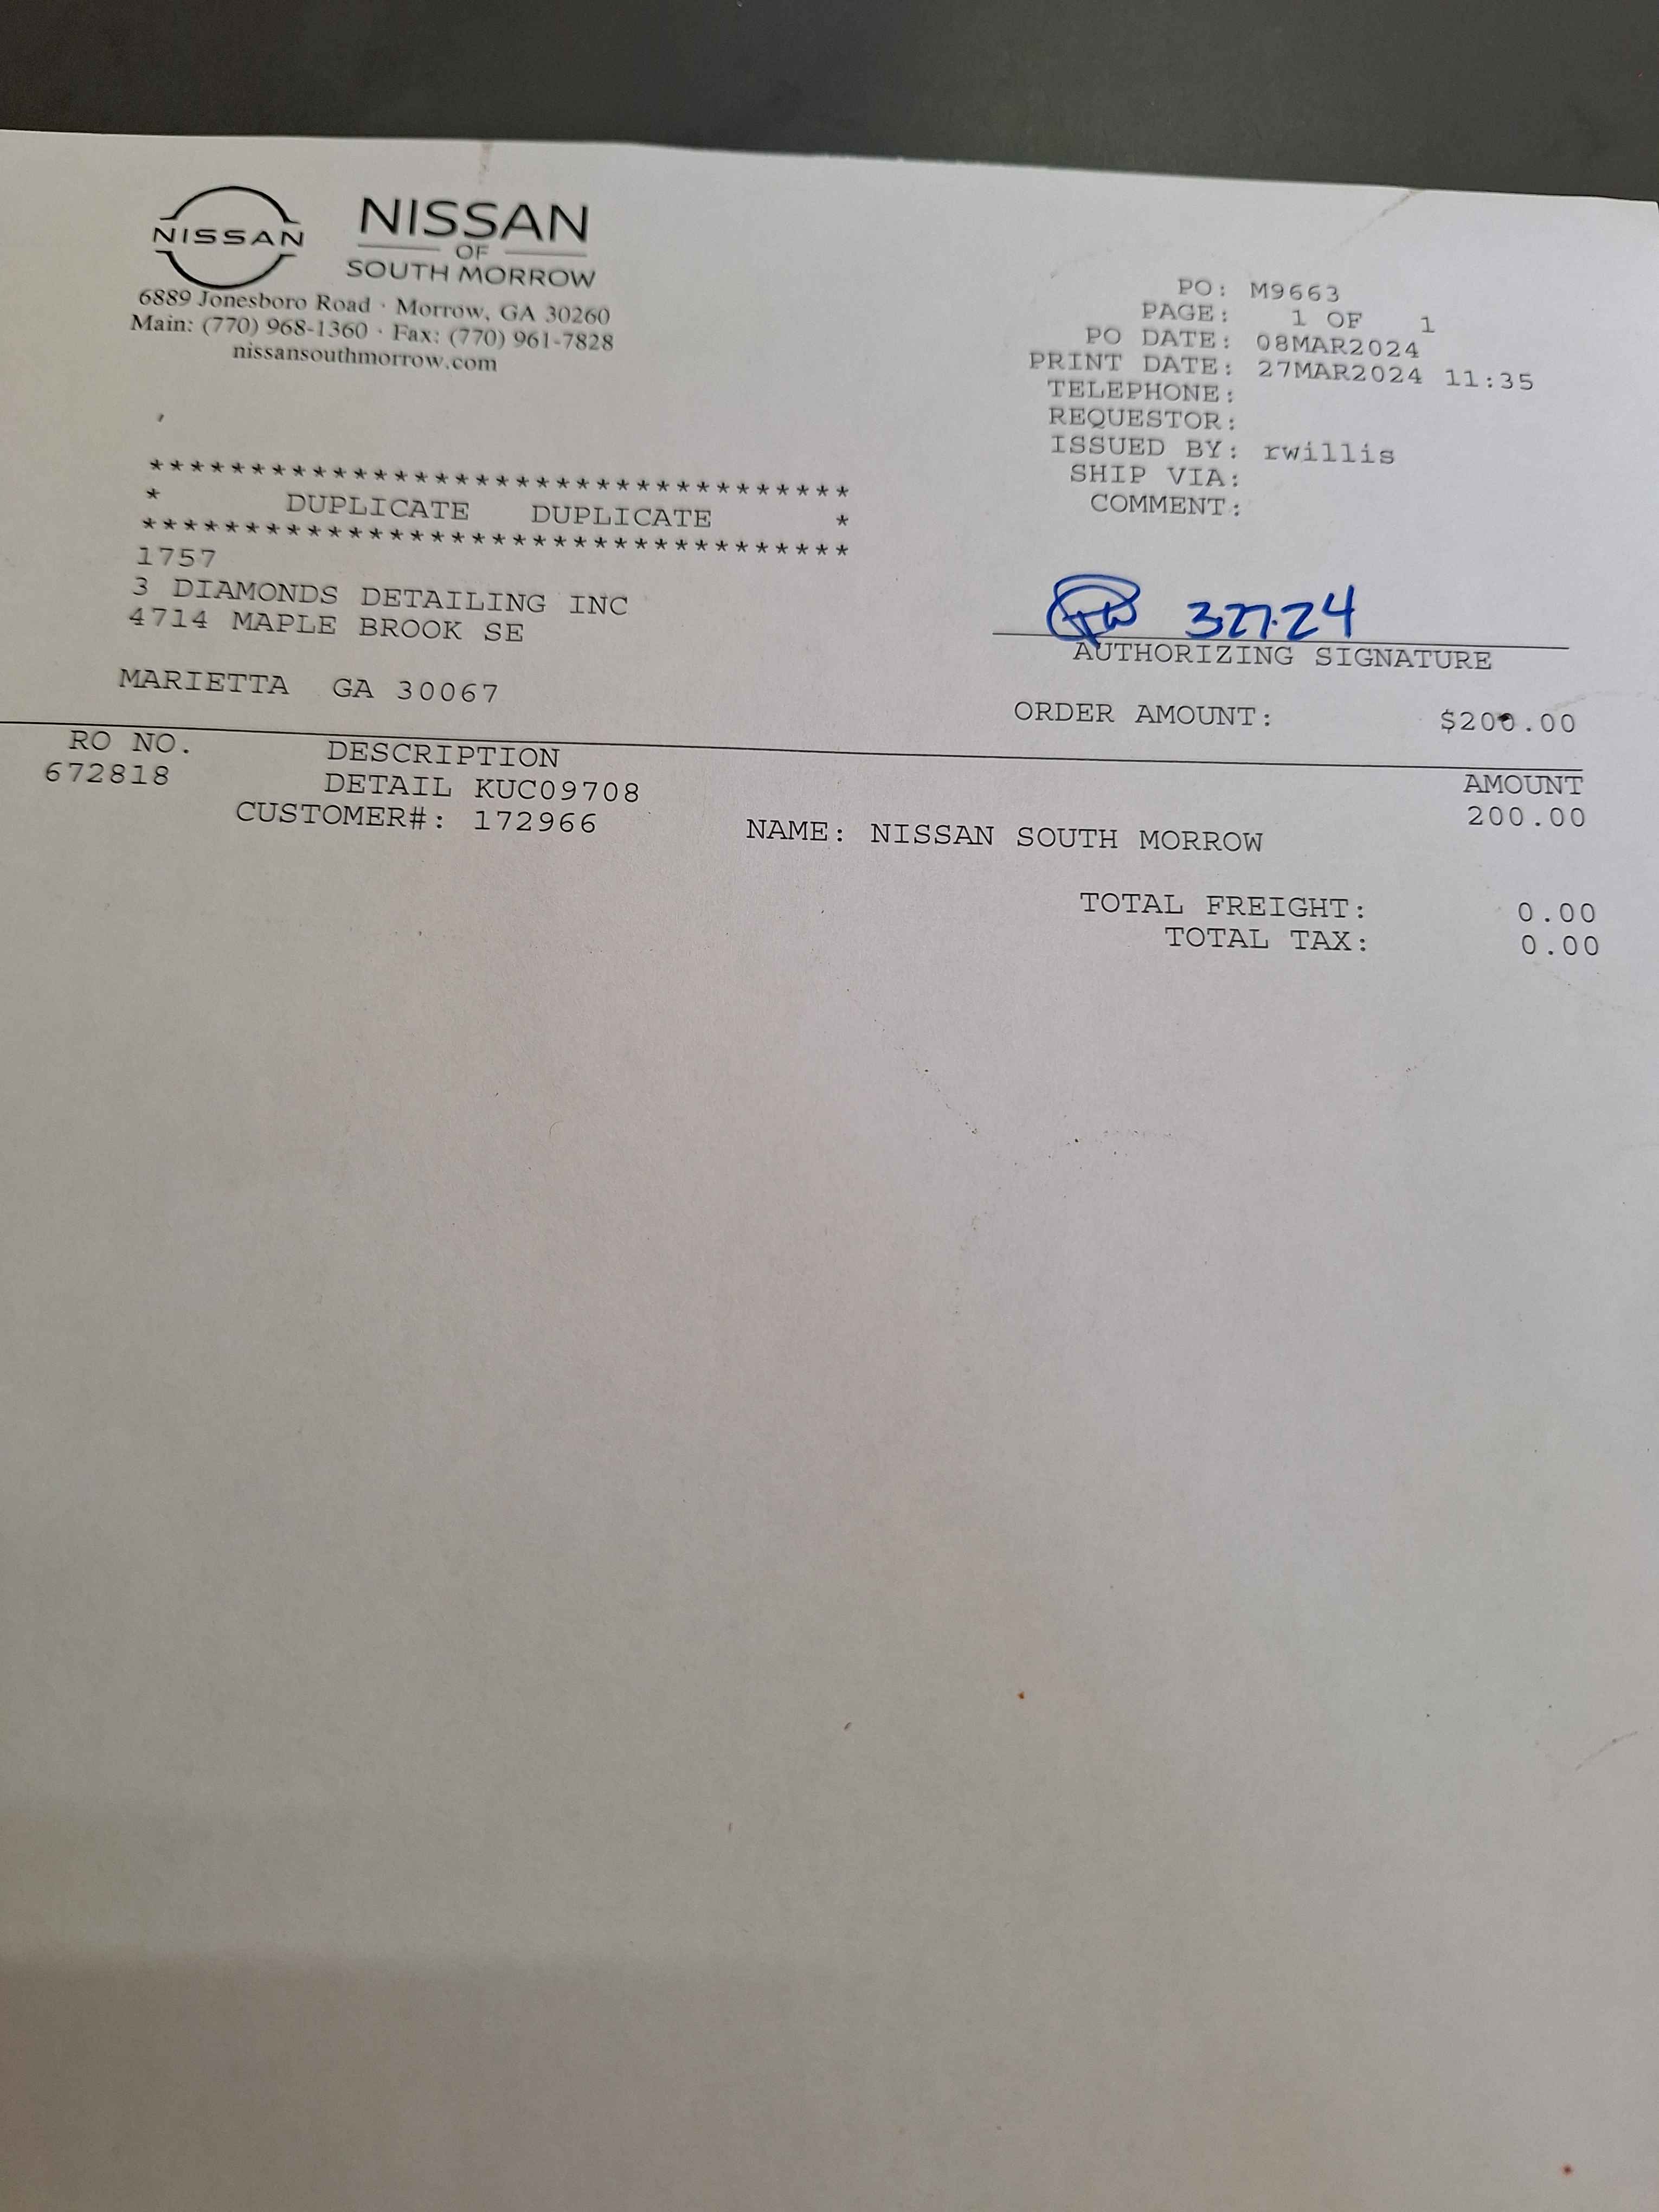 NISSAN
NISSAN
OF
SOUTH MORROW
6889 Jonesboro Road · Morrow, GA 30260
Main: (770) 968-1360 · Fax: (770) 961-7828
nissansouthmorrow.com
PO: M9663
PAGE: 1 OF 1
PO DATE: 08MAR2024
PRINT DATE: 27MAR2024 11:35
TELEPHONE:
REQUESTOR:
ISSUED BY: rwillis
SHIP VIA:
COMMENT:
***********************************
* DUPLICATE DUPLICATE *
***********************************
1757
3 DIAMONDS DETAILING INC
4714 MAPLE BROOK SE
MARIETTA GA 30067
327.24
AUTHORIZING SIGNATURE
ORDER AMOUNT: $200.00
RO NO. DESCRIPTION AMOUNT
672818 DETAIL KUC09708 200.00
CUSTOMER#: 172966 NAME: NISSAN SOUTH MORROW
TOTAL FREIGHT: 0.00
TOTAL TAX: 0.00